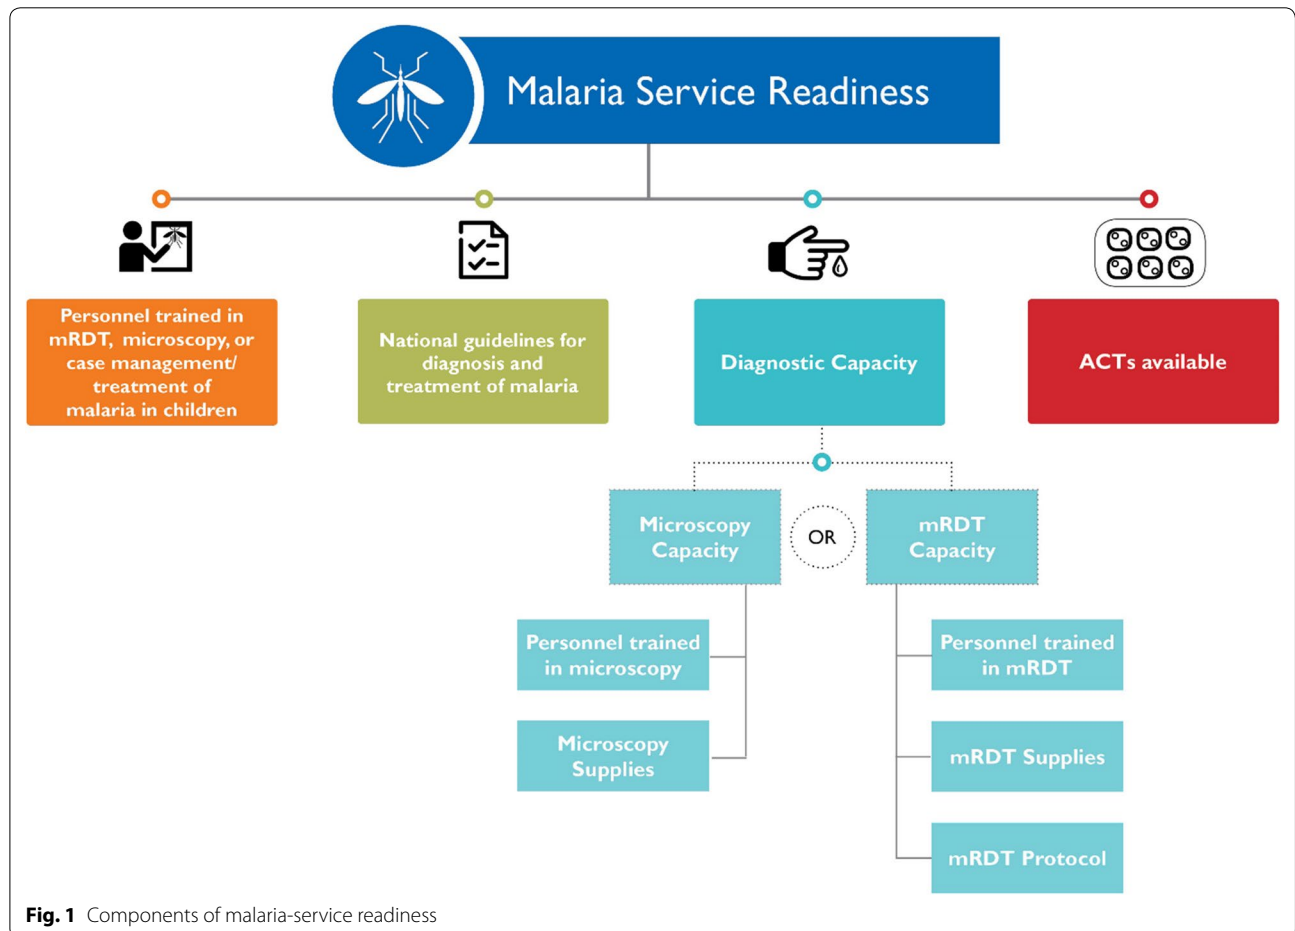 Malaria Service Readiness
Personnel trained in
mRDT, microscopy, or
case management/
treatment of
malaria in children
National guidelines for
diagnosis and
treatment of malaria
Diagnostic Capacity
ACTs available
Microscopy
Capacity
OR
mRDT
Capacity
Personnel trained
in microscopy
Microscopy
Supplies
Personnel trained
in mRDT
mRDT Supplies
mRDT Protocol
Fig. 1 Components of malaria-service readiness